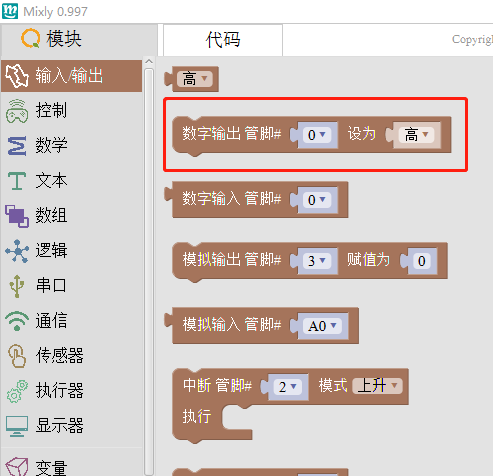 Mixly 0.997
模块
代码
Copyrigh
输入/输出
控制
数学
文本
数组
逻辑
串口
通信
传感器
执行器
显示器
变量
高
数字输出 管脚# 0 设为 高
数字输入 管脚# 0
模拟输出 管脚# 3 赋值为 0
模拟输入 管脚# A0
中断 管脚# 2 模式 上升
执行